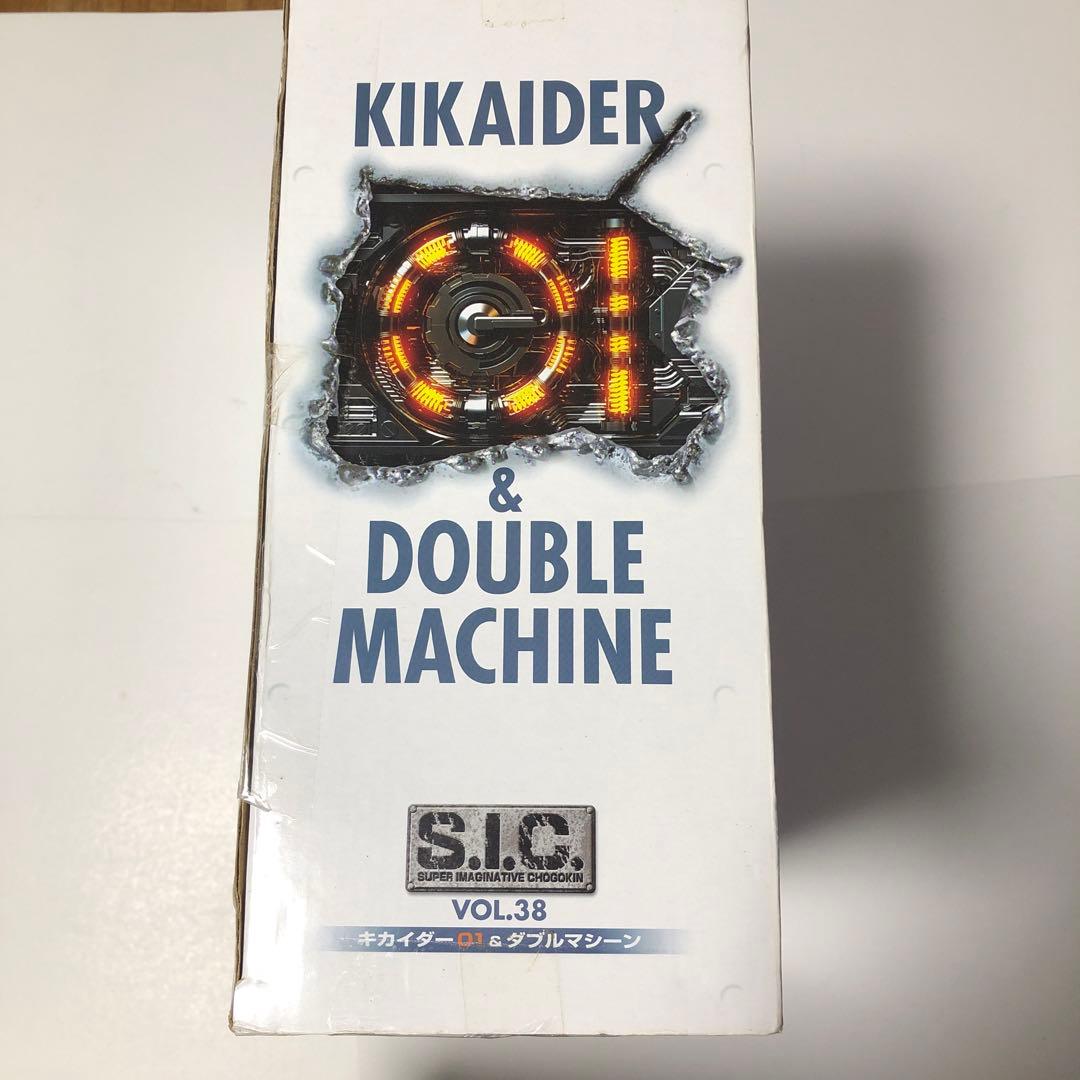 KIKAIDER
01
&
DOUBLE
MACHINE
S.I.C.
SUPER IMAGINATIVE CHOGOKIN
VOL.38
キカイダー01&ダブルマシーン